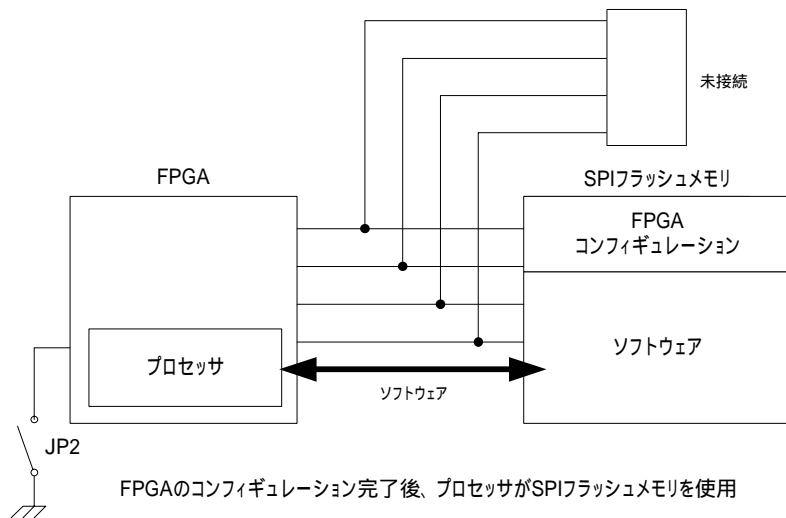 未接続
FPGA
SPIフラッシュメモリ
FPGA
コンフィギュレーション
プロセッサ
ソフトウェア
ソフトウェア
JP2
FPGAのコンフィギュレーション完了後、プロセッサがSPIフラッシュメモリを使用